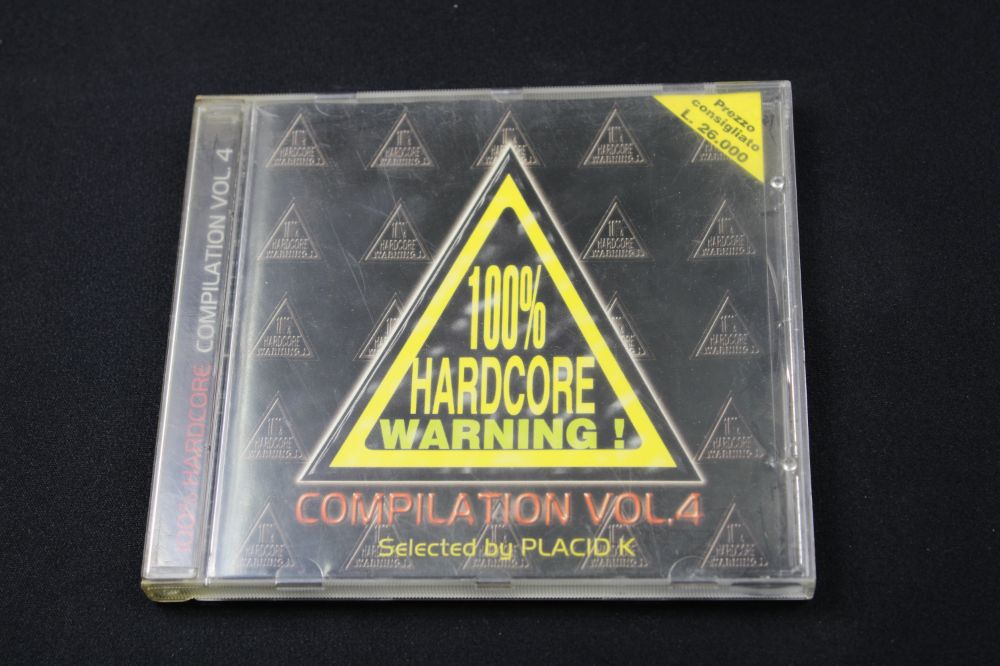 Prezzo
consigliato
L. 26.000
100%
HARDCORE
WARNING !
COMPILATION VOL.4
Selected by PLACID K
100% HARDCORE COMPILATION VOL. 4